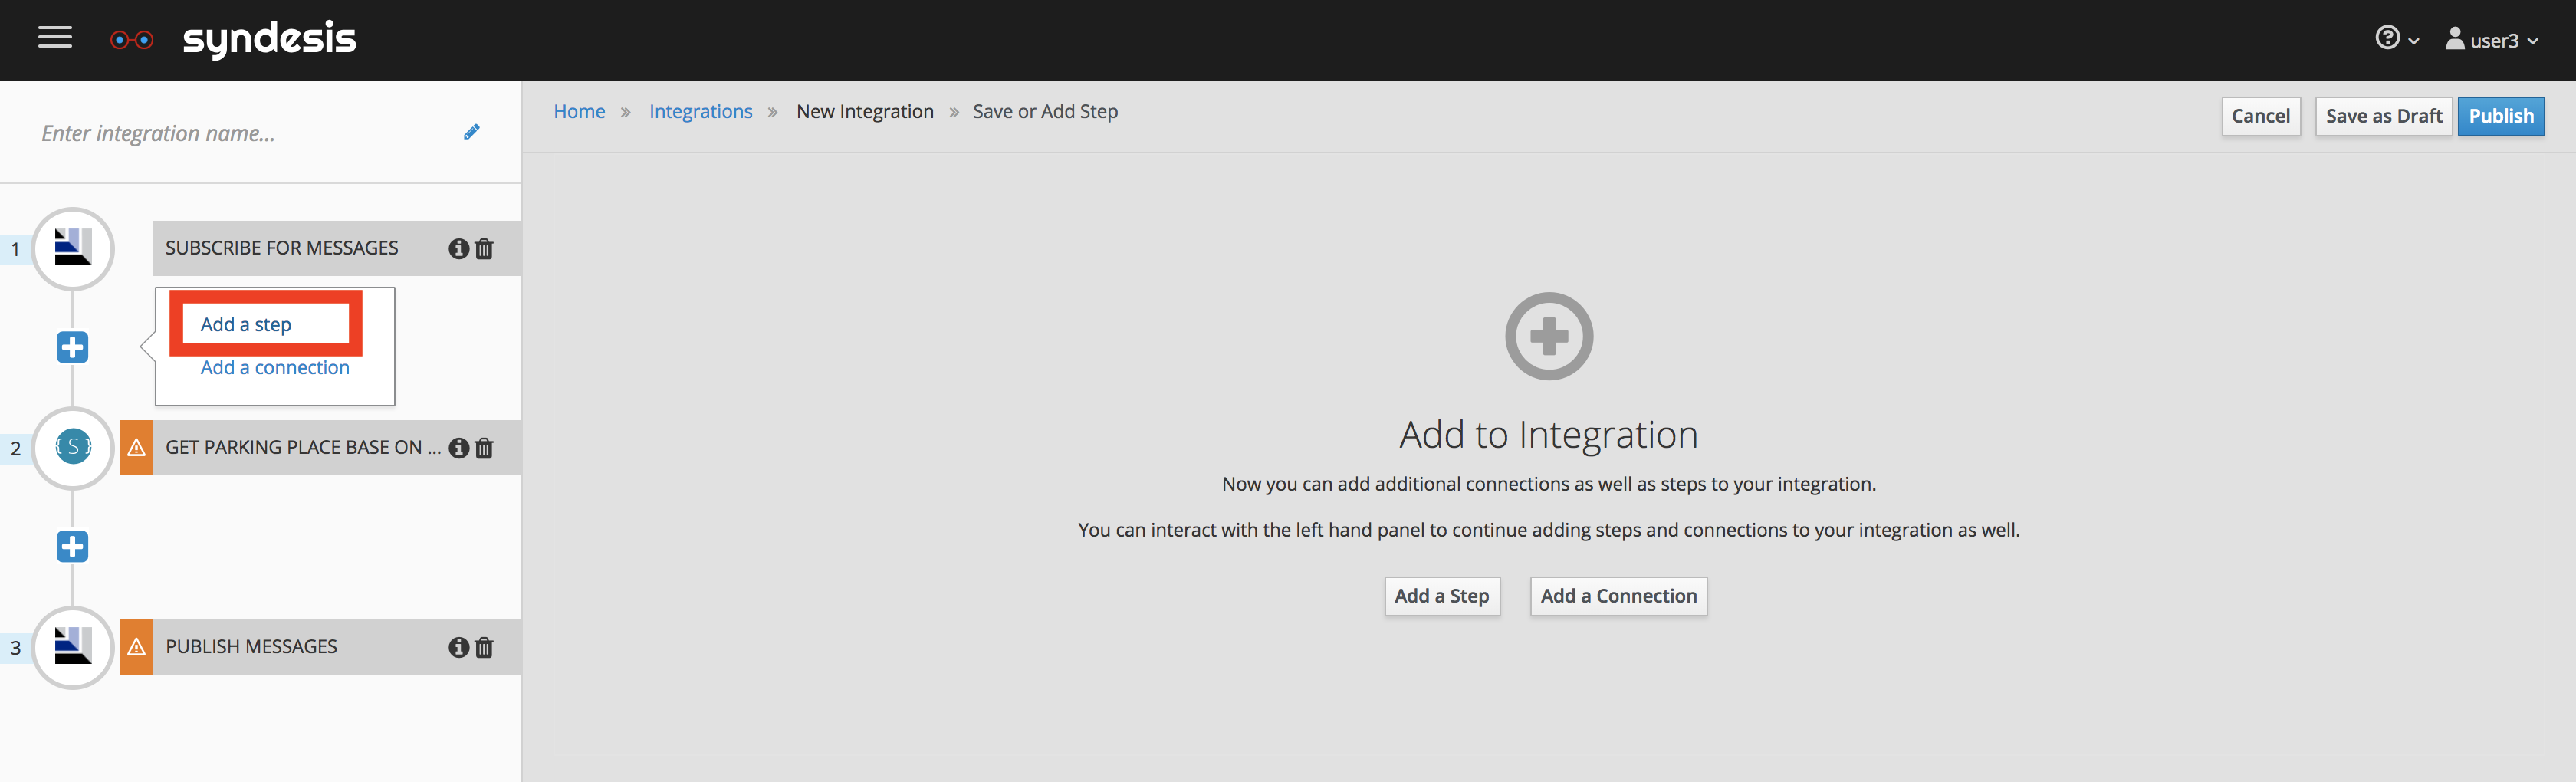 syndesis
user3
Enter integration name...
Home » Integrations » New Integration » Save or Add Step
Cancel
Save as Draft
Publish
1
SUBSCRIBE FOR MESSAGES
Add a step
Add a connection
2
{ S }
GET PARKING PLACE BASE ON ...
3
PUBLISH MESSAGES
Add to Integration
Now you can add additional connections as well as steps to your integration.
You can interact with the left hand panel to continue adding steps and connections to your integration as well.
Add a Step
Add a Connection